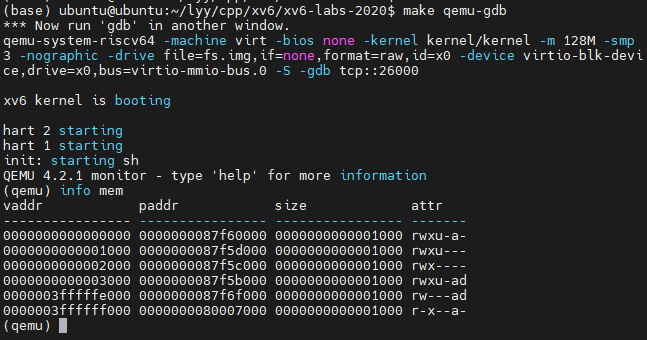 (base) ubuntu@ubuntu:~/lyy/cpp/xv6/xv6-labs-2020$ make qemu-gdb
*** Now run 'gdb' in another window.
qemu-system-riscv64 -machine virt -bios none -kernel kernel/kernel -m 128M -smp
3 -nographic -drive file=fs.img,if=none,format=raw,id=x0 -device virtio-blk-devi
ce,drive=x0,bus=virtio-mmio-bus.0 -S -gdb tcp::26000
xv6 kernel is booting
hart 2 starting
hart 1 starting
init: starting sh
QEMU 4.2.1 monitor - type 'help' for more information
(qemu) info mem
vaddr            paddr            size             attr
---------------- ---------------- ---------------- -------
0000000000000000 0000000087f60000 0000000000001000 rwxu-a-
0000000000001000 0000000087f5d000 0000000000001000 rwxu---
0000000000002000 0000000087f5c000 0000000000001000 rwx----
0000000000003000 0000000087f5b000 0000000000001000 rwxu-ad
0000003fffffe000 0000000087f6f000 0000000000001000 rw---ad
0000003ffffff000 0000000080007000 0000000000001000 r-x--a-
(qemu)